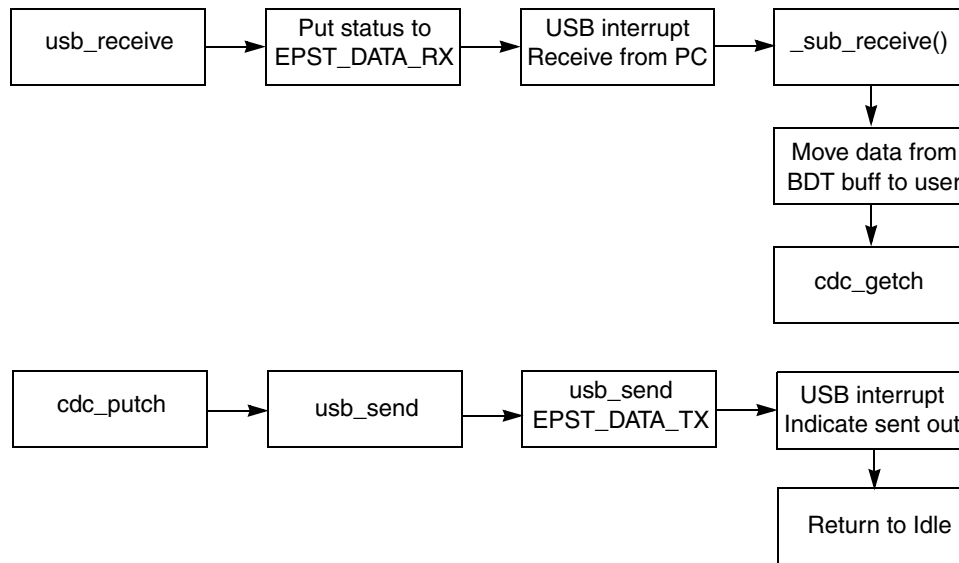 usb_receive
Put status to
EPST_DATA_RX
USB interrupt
Receive from PC
_sub_receive()
Move data from
BDT buff to user
cdc_getch
cdc_putch
usb_send
usb_send
EPST_DATA_TX
USB interrupt
Indicate sent out
Return to Idle